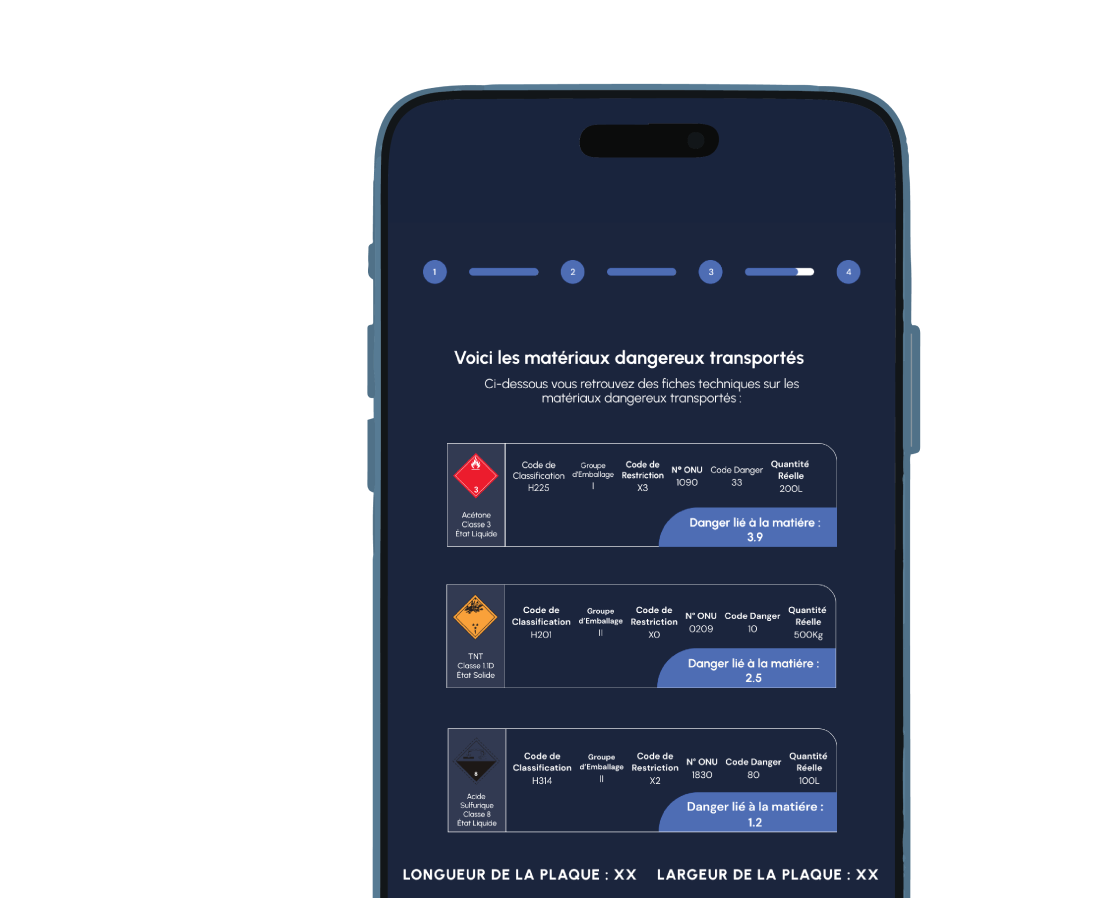 1 2 3 4
Voici les matériaux dangereux transportés
Ci-dessous vous retrouvez des fiches techniques sur les
matériaux dangereux transportés :
3
Acétone
Classe 3
État Liquide
Code de
Classification
H225
Groupe
d'Emballage
I
Code de
Restriction
X3
N° ONU
1090
Code Danger
33
Quantité
Réelle
200L
Danger lié à la matiére :
3.9
1
TNT
Classe 1.1D
État Solide
Code de
Classification
H201
Groupe
d'Emballage
II
Code de
Restriction
X0
N° ONU
0209
Code Danger
10
Quantité
Réelle
500Kg
Danger lié à la matiére :
2.5
8
Acide
Sulfurique
Classe 8
État Liquide
Code de
Classification
H314
Groupe
d'Emballage
II
Code de
Restriction
X2
N° ONU
1830
Code Danger
80
Quantité
Réelle
100L
Danger lié à la matiére :
1.2
LONGUEUR DE LA PLAQUE : XX LARGEUR DE LA PLAQUE : XX